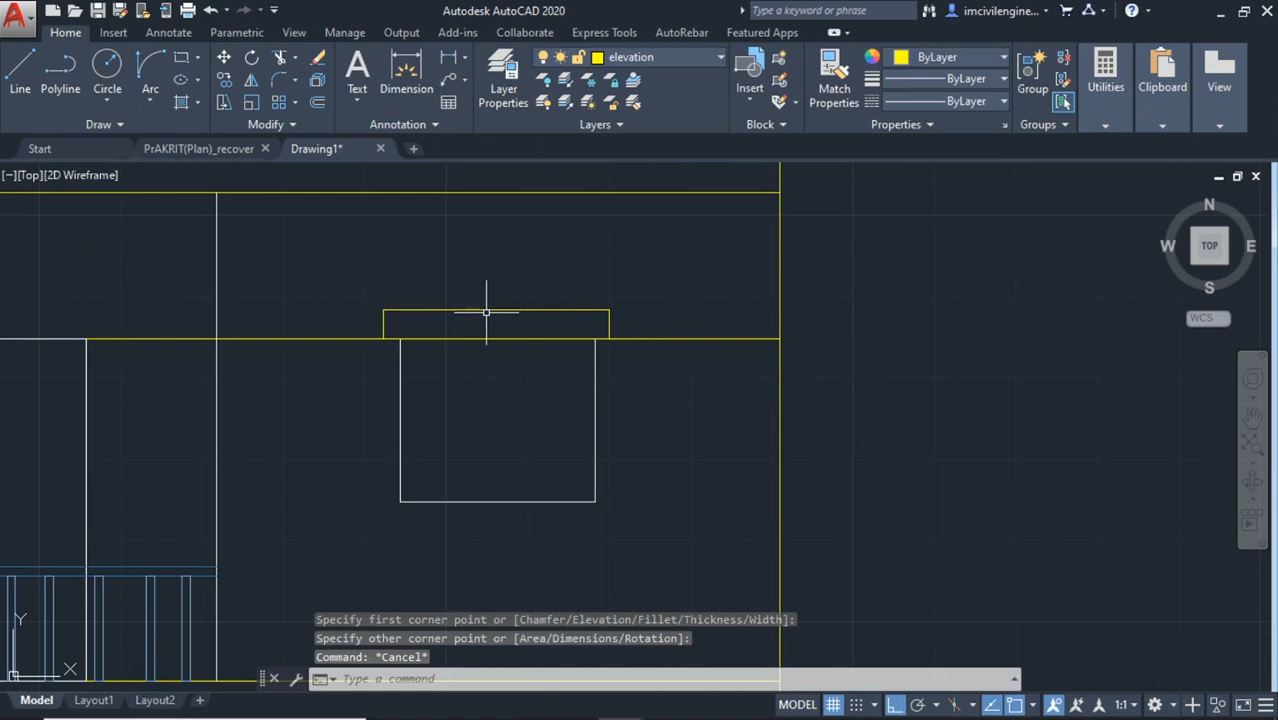 Autodesk AutoCAD 2020
Type a keyword or phrase
imcivilengine...
Home Insert Annotate Parametric View Manage Output Add-ins Collaborate Express Tools AutoRebar Featured Apps
Line Polyline Circle Arc
Draw
Modify
Text Dimension
Annotation
Layer Properties
elevation
Layers
Insert
Block
Match Properties
ByLayer
ByLayer
ByLayer
Properties
Group
Groups
Utilities
Clipboard
View
Start PrAKRIT(Plan)_recover Drawing1*
[−][Top][2D Wireframe]
N
W TOP E
S
WCS
Y
X
Specify first corner point or [Chamfer/Elevation/Fillet/Thickness/Width]:
Specify other corner point or [Area/Dimensions/Rotation]:
Command: *Cancel*
Type a command
Model Layout1 Layout2 +
MODEL
1:1